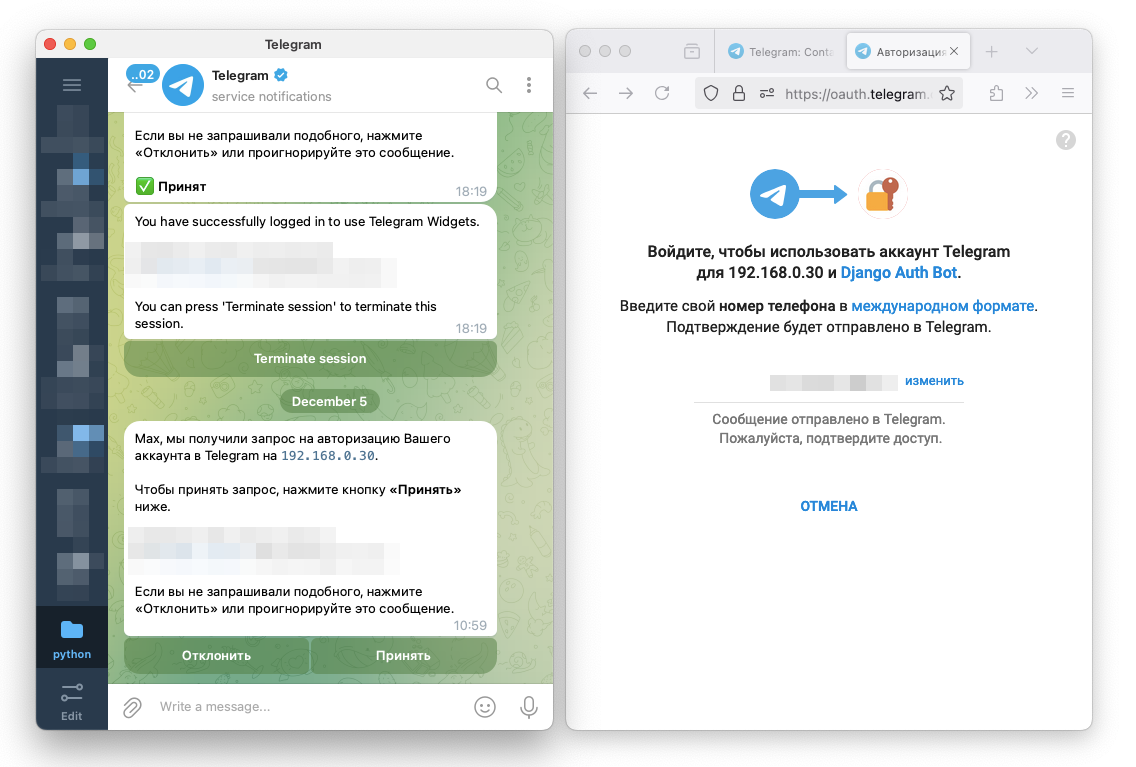 Telegram
..02
Telegram
service notifications
Если вы не запрашивали подобного, нажмите
«Отклонить» или проигнорируйте это сообщение.
✅ Принят
18:19
You have successfully logged in to use Telegram Widgets.
You can press 'Terminate session' to terminate this
session.
18:19
Terminate session
December 5
Max, мы получили запрос на авторизацию Вашего
аккаунта в Telegram на 192.168.0.30.
Чтобы принять запрос, нажмите кнопку «Принять»
ниже.
Если вы не запрашивали подобного, нажмите
«Отклонить» или проигнорируйте это сообщение.
10:59
Отклонить
Принять
python
Edit
Write a message...
Telegram: Conta
Авторизация
https://oauth.telegram.
?
Войдите, чтобы использовать аккаунт Telegram
для 192.168.0.30 и Django Auth Bot.
Введите свой номер телефона в международном формате.
Подтверждение будет отправлено в Telegram.
изменить
Сообщение отправлено в Telegram.
Пожалуйста, подтвердите доступ.
ОТМЕНА